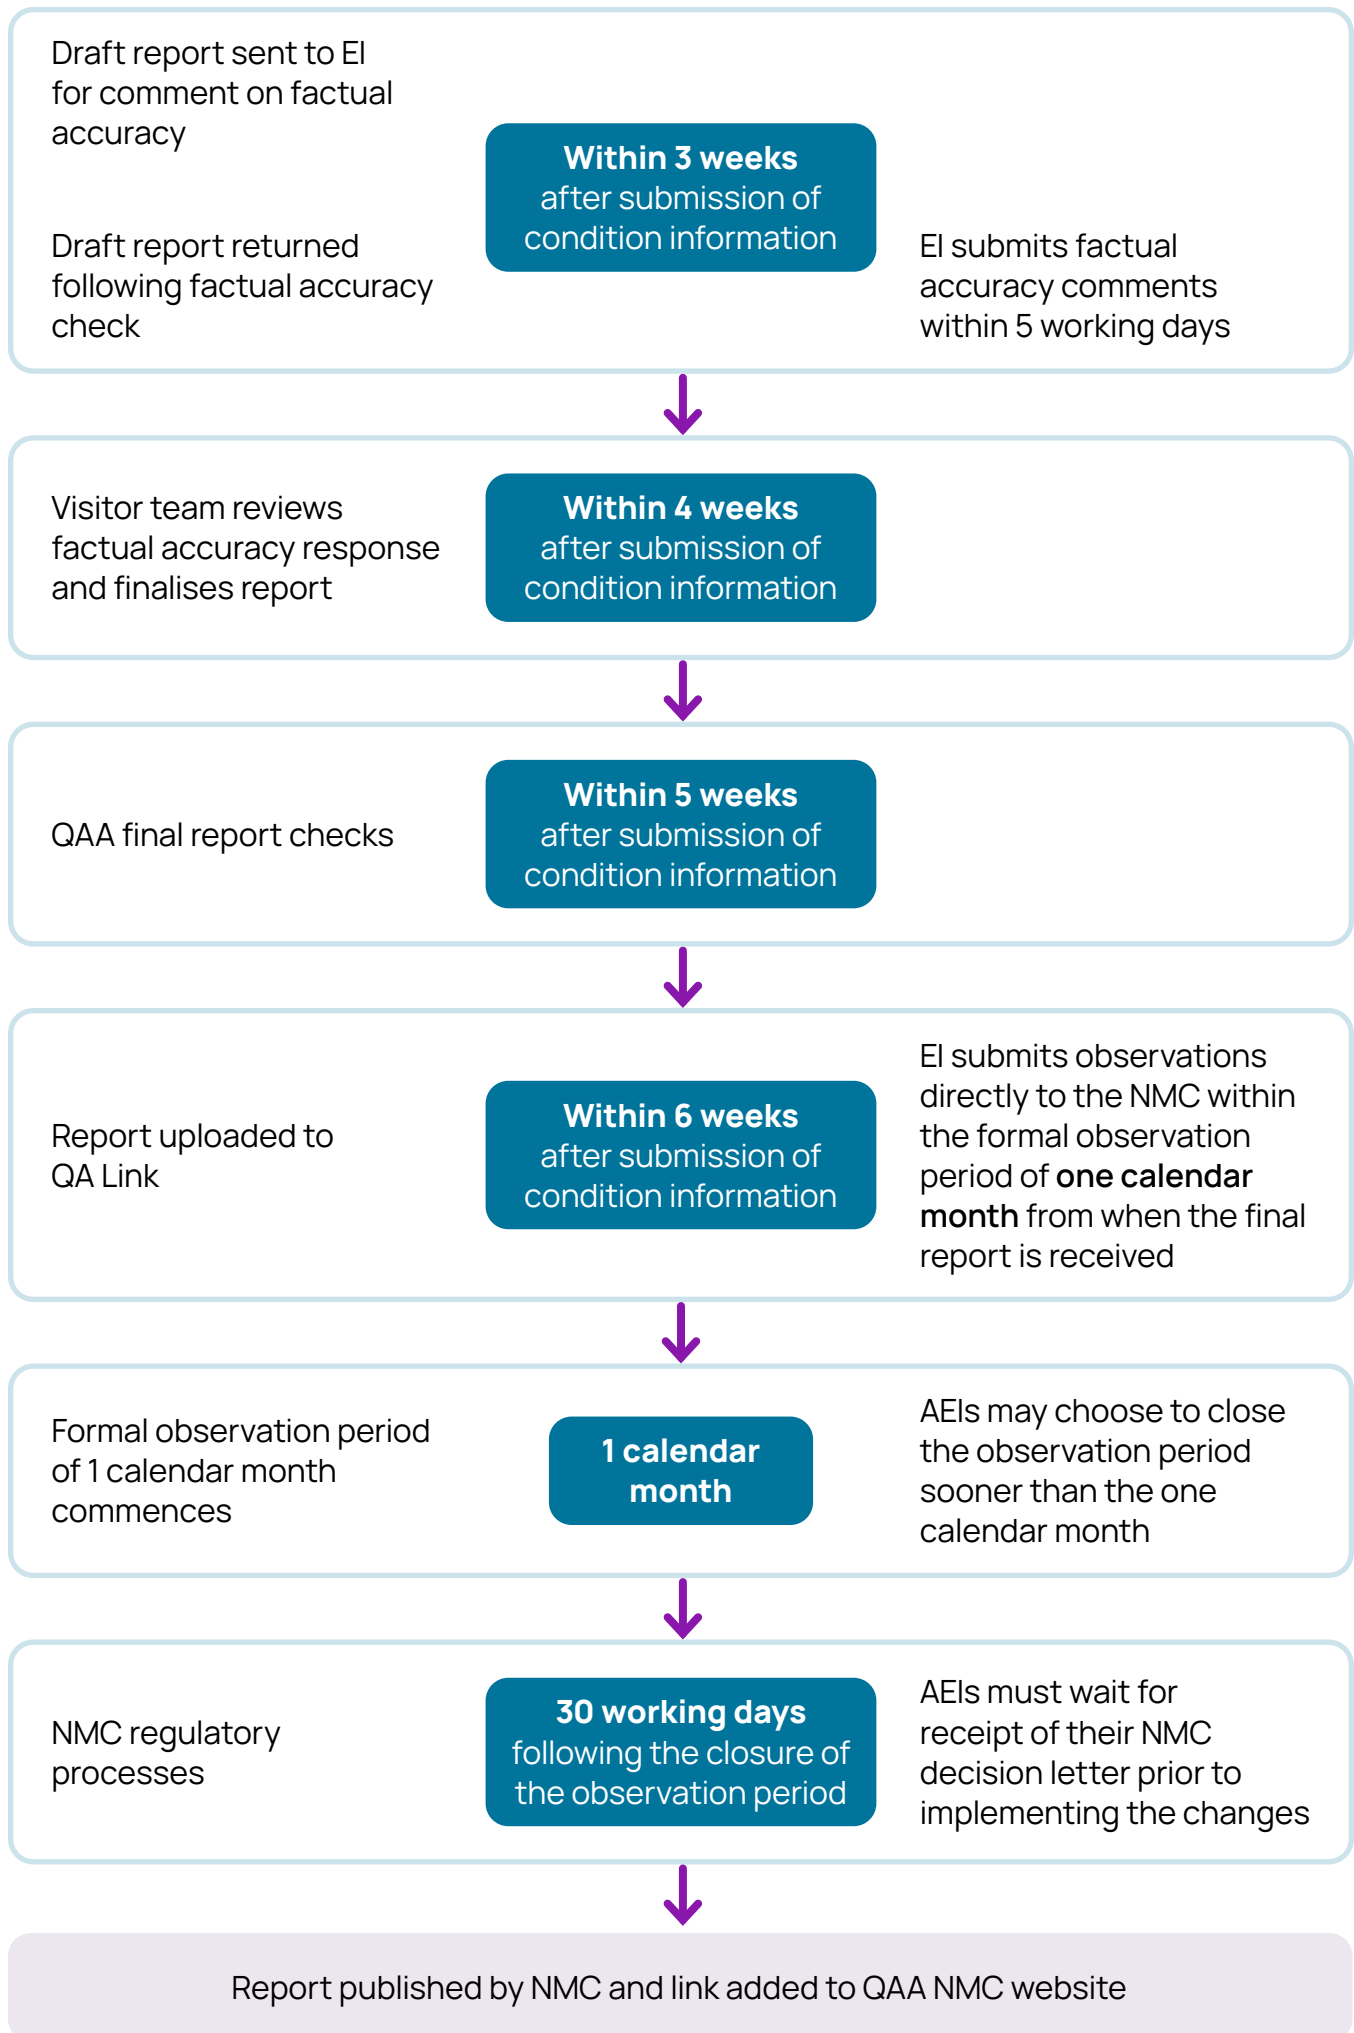 Draft report sent to EI
for comment on factual
accuracy
Within 3 weeks
after submission of
condition information
Draft report returned
following factual accuracy
check
EI submits factual
accuracy comments
within 5 working days
Visitor team reviews
factual accuracy response
and finalises report
Within 4 weeks
after submission of
condition information
QAA final report checks
Within 5 weeks
after submission of
condition information
Report uploaded to
QA Link
Within 6 weeks
after submission of
condition information
EI submits observations
directly to the NMC within
the formal observation
period of one calendar
month from when the final
report is received
Formal observation period
of 1 calendar month
commences
1 calendar
month
AEIs may choose to close
the observation period
sooner than the one
calendar month
NMC regulatory
processes
30 working days
following the closure of
the observation period
AEIs must wait for
receipt of their NMC
decision letter prior to
implementing the changes
Report published by NMC and link added to QAA NMC website